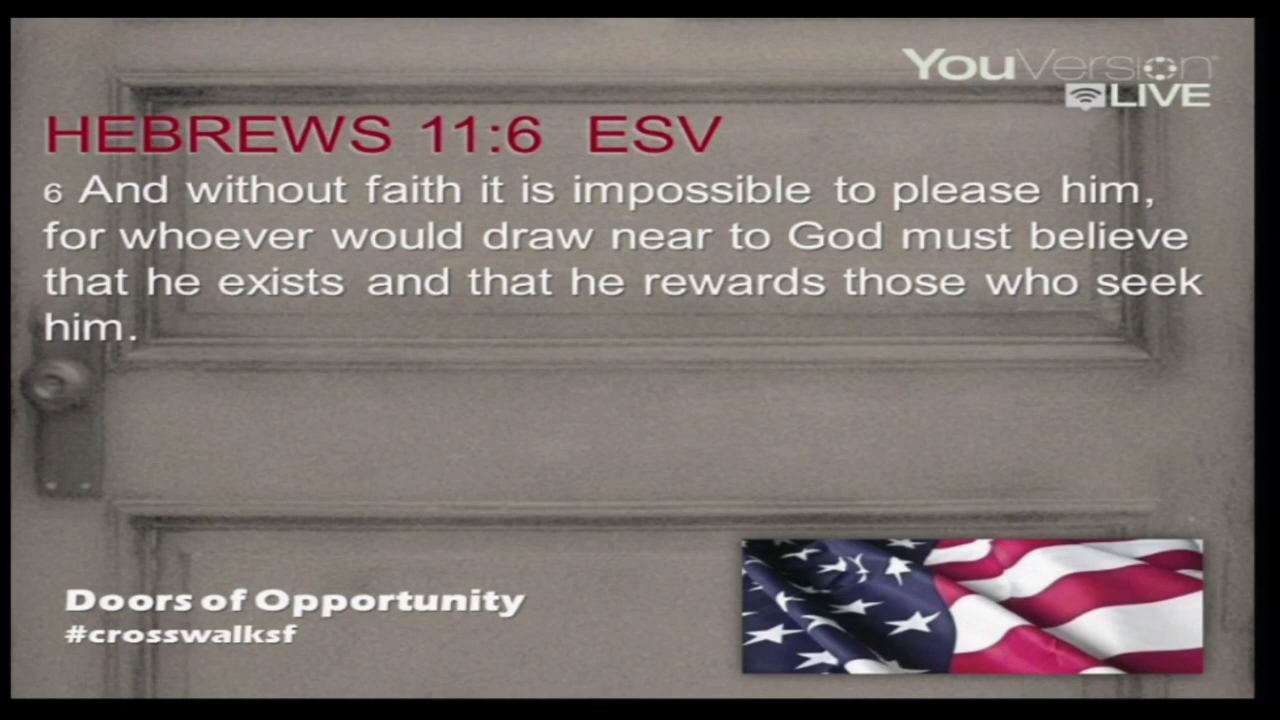 YouVersion
LIVE
HEBREWS 11:6 ESV
6 And without faith it is impossible to please him,
for whoever would draw near to God must believe
that he exists and that he rewards those who seek
him.
Doors of Opportunity
#crosswalksf